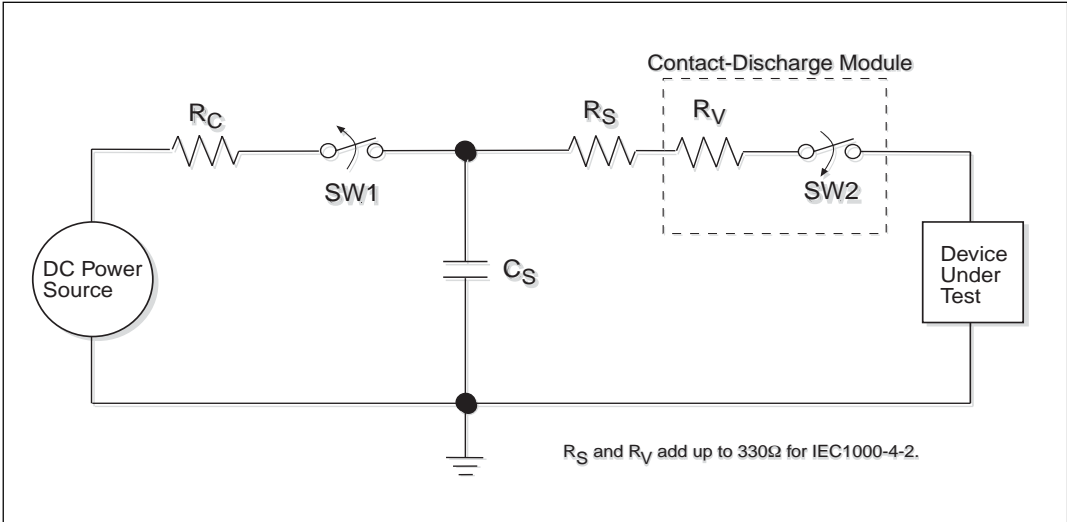 Contact-Discharge Module
RC
RS
RV
SW1
SW2
DC Power
Source
CS
Device
Under
Test
RS and RV add up to 330Ω for IEC1000-4-2.